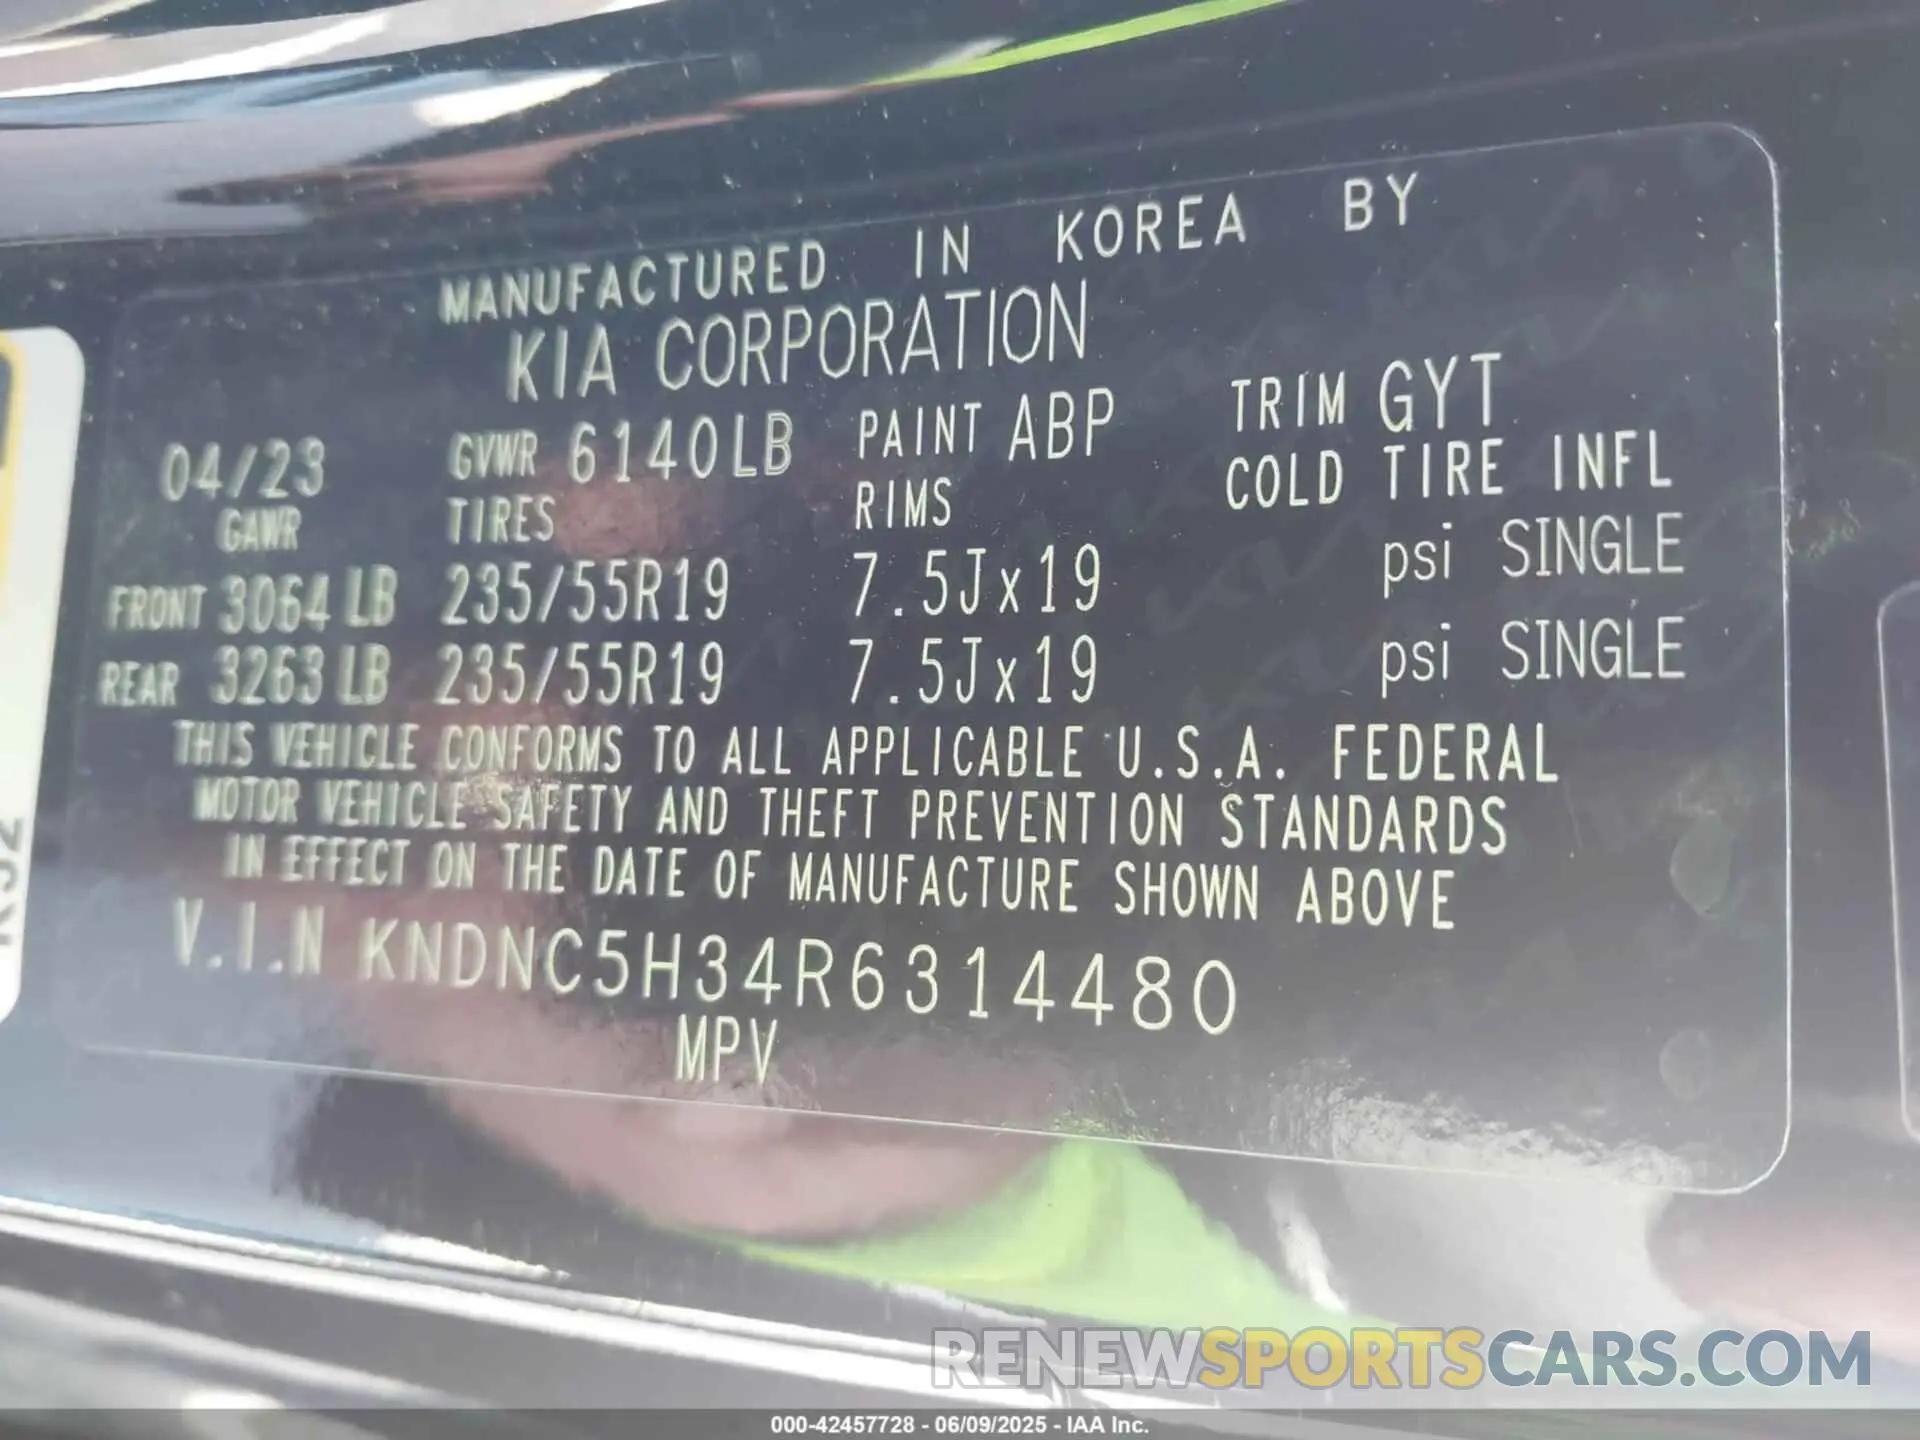 MANUFACTURED IN KOREA BY
KIA CORPORATION
04/23 GVWR 6140LB PAINT ABP TRIM GYT
GAWR TIRES RIMS COLD TIRE INFL
FRONT 3064 LB 235/55R19 7.5Jx19 psi SINGLE
REAR 3263 LB 235/55R19 7.5Jx19 psi SINGLE
THIS VEHICLE CONFORMS TO ALL APPLICABLE U.S.A. FEDERAL
MOTOR VEHICLE SAFETY AND THEFT PREVENTION STANDARDS
IN EFFECT ON THE DATE OF MANUFACTURE SHOWN ABOVE
V.I.N KNDNC5H34R6314480
MPV
RENEWSPORTSCARS.COM
000-42457728 - 06/09/2025 - IAA Inc.